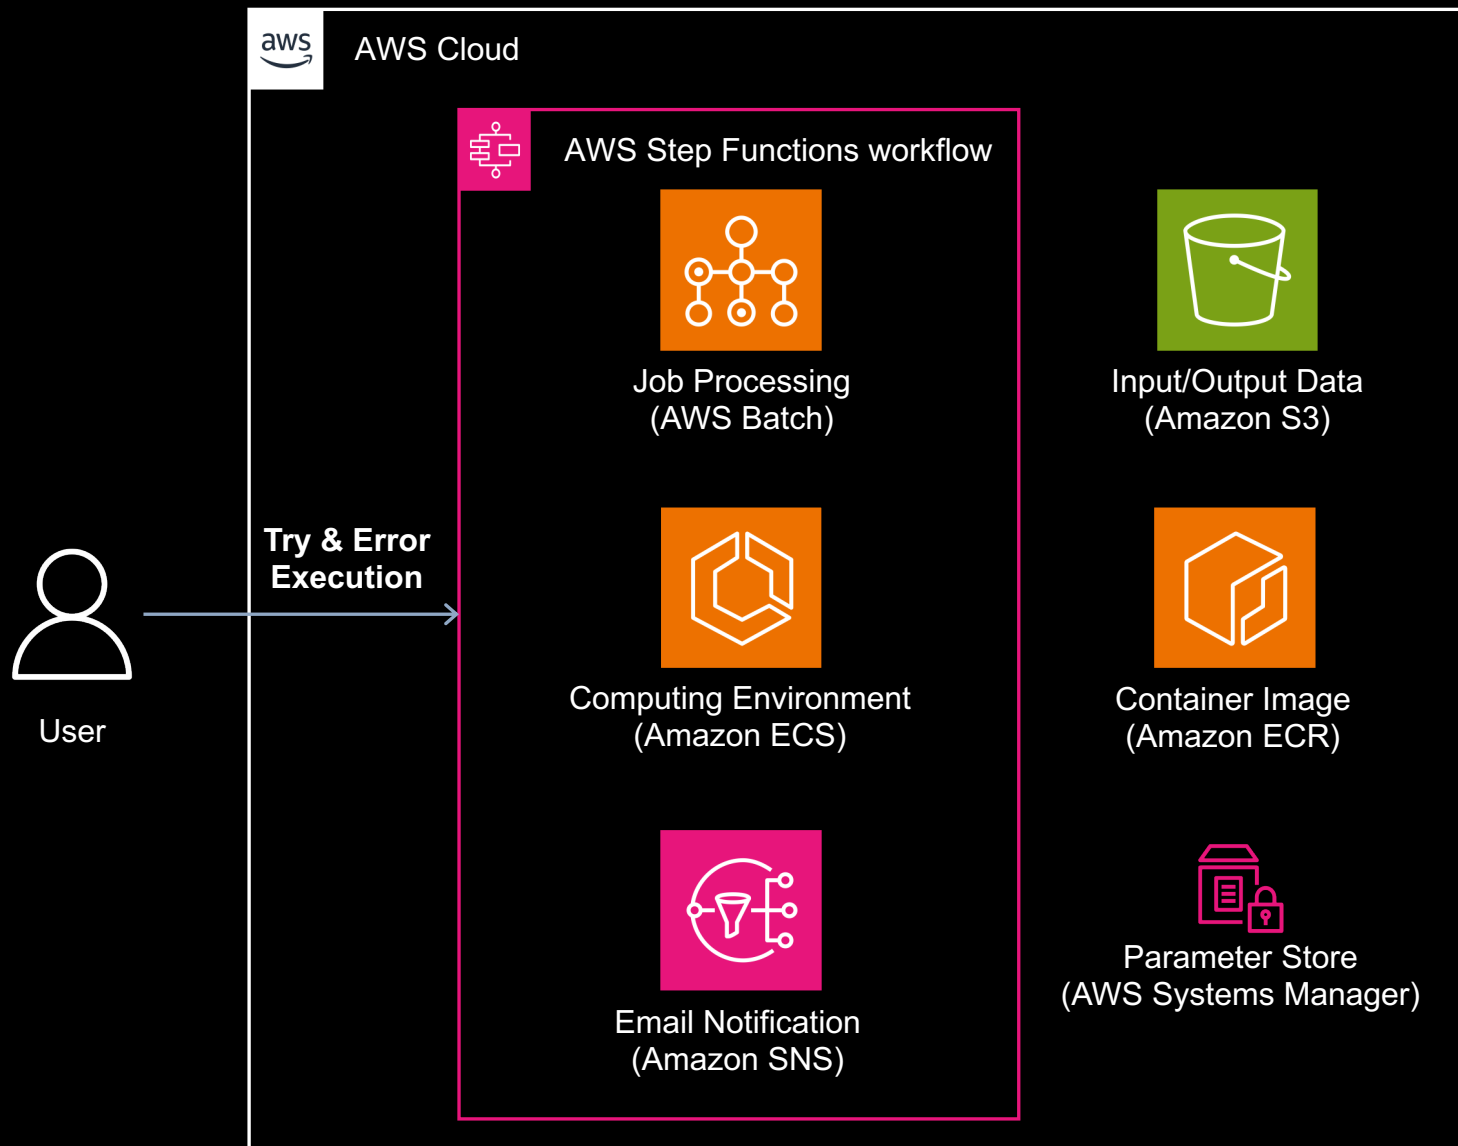 aws
AWS Cloud
AWS Step Functions workflow
Job Processing
(AWS Batch)
Input/Output Data
(Amazon S3)
Try & Error
Execution
User
Computing Environment
(Amazon ECS)
Container Image
(Amazon ECR)
Email Notification
(Amazon SNS)
Parameter Store
(AWS Systems Manager)